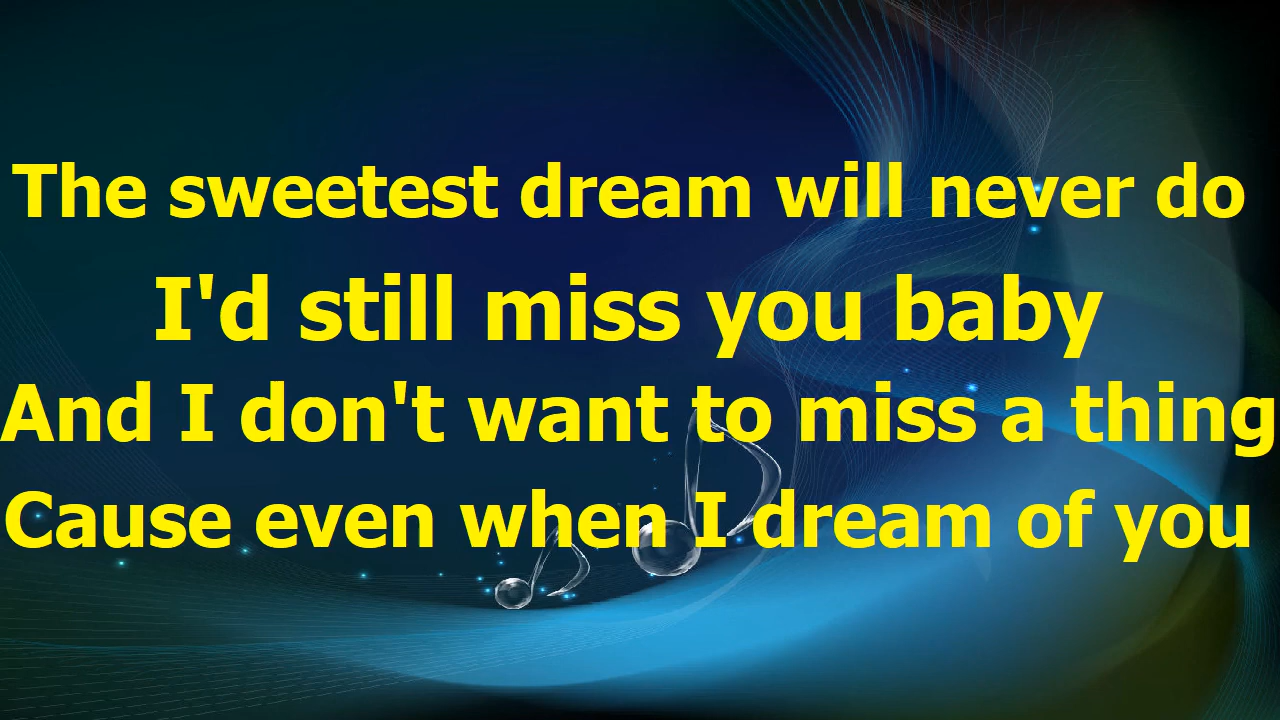 The sweetest dream will never do
I'd still miss you baby
And I don't want to miss a thing
Cause even when I dream of you